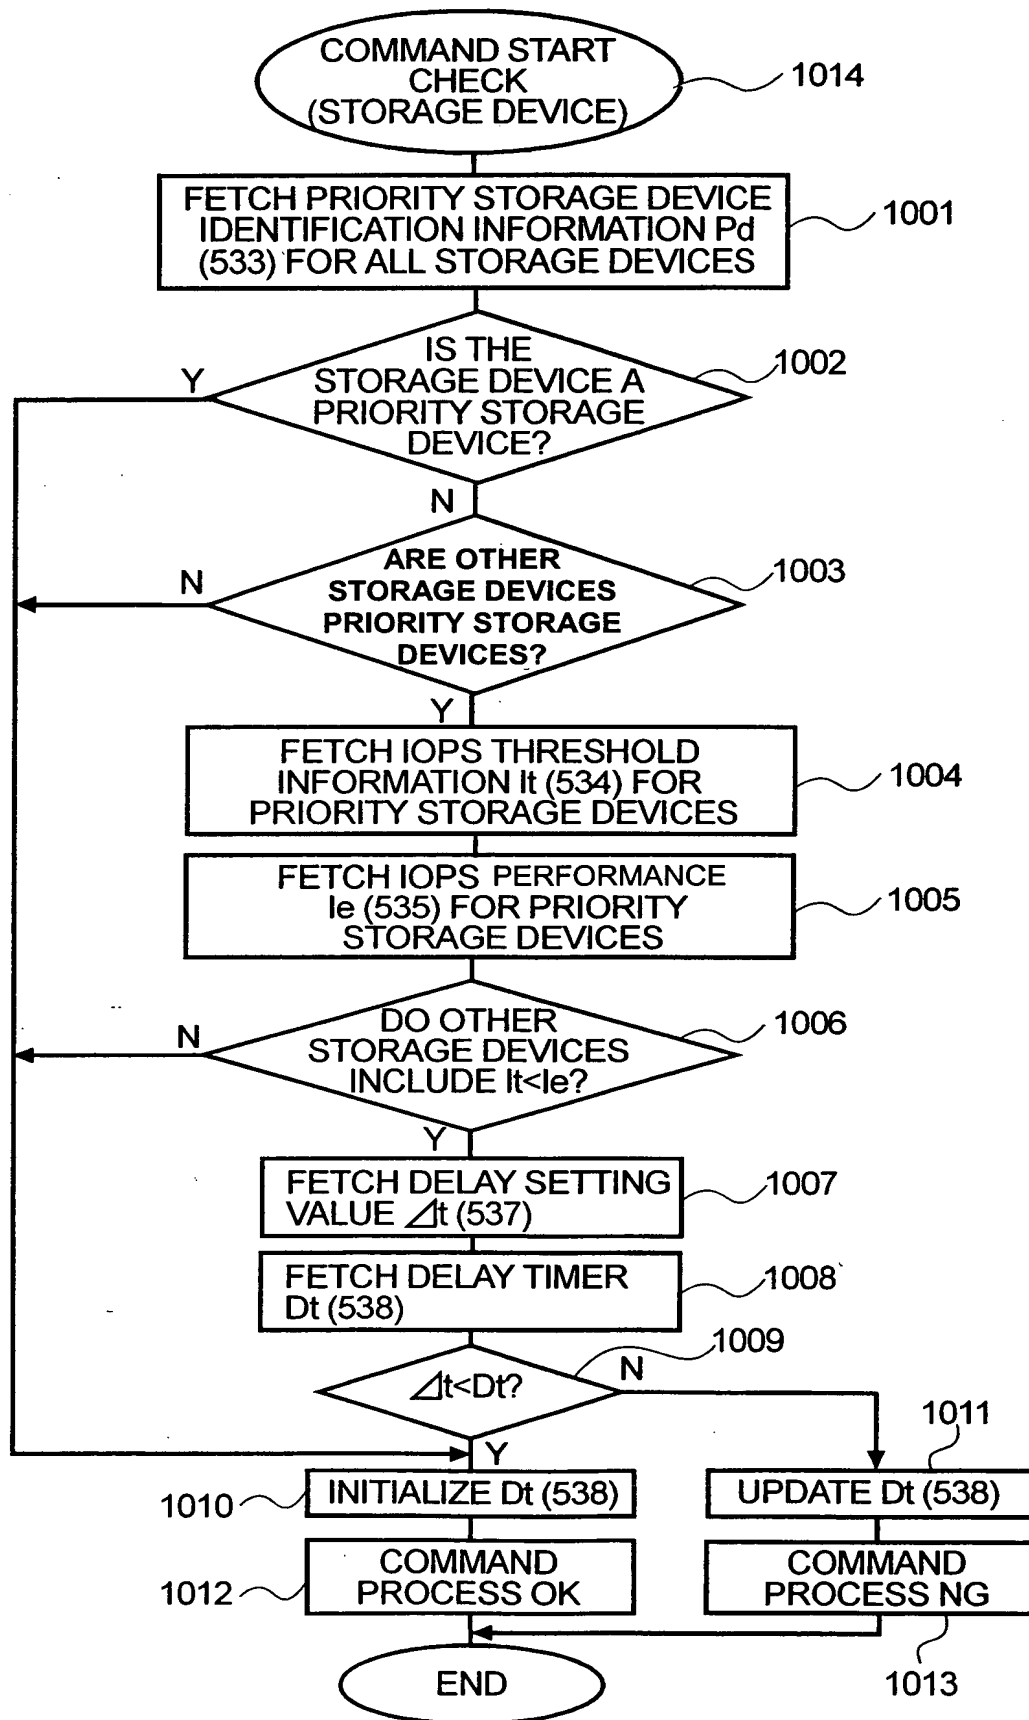 COMMAND START
CHECK
(STORAGE DEVICE)
1014
FETCH PRIORITY STORAGE DEVICE
IDENTIFICATION INFORMATION Pd
(533) FOR ALL STORAGE DEVICES
1001
IS THE
STORAGE DEVICE A
PRIORITY STORAGE
DEVICE?
1002
Y
N
ARE OTHER
STORAGE DEVICES
PRIORITY STORAGE
DEVICES?
1003
N
Y
FETCH IOPS THRESHOLD
INFORMATION It (534) FOR
PRIORITY STORAGE DEVICES
1004
FETCH IOPS PERFORMANCE
Ie (535) FOR PRIORITY
STORAGE DEVICES
1005
DO OTHER
STORAGE DEVICES
INCLUDE It<Ie?
1006
N
Y
FETCH DELAY SETTING
VALUE ⊿t (537)
1007
FETCH DELAY TIMER
Dt (538)
1008
⊿t<Dt?
1009
N
Y
1010
INITIALIZE Dt (538)
1011
UPDATE Dt (538)
1012
COMMAND
PROCESS OK
COMMAND
PROCESS NG
1013
END